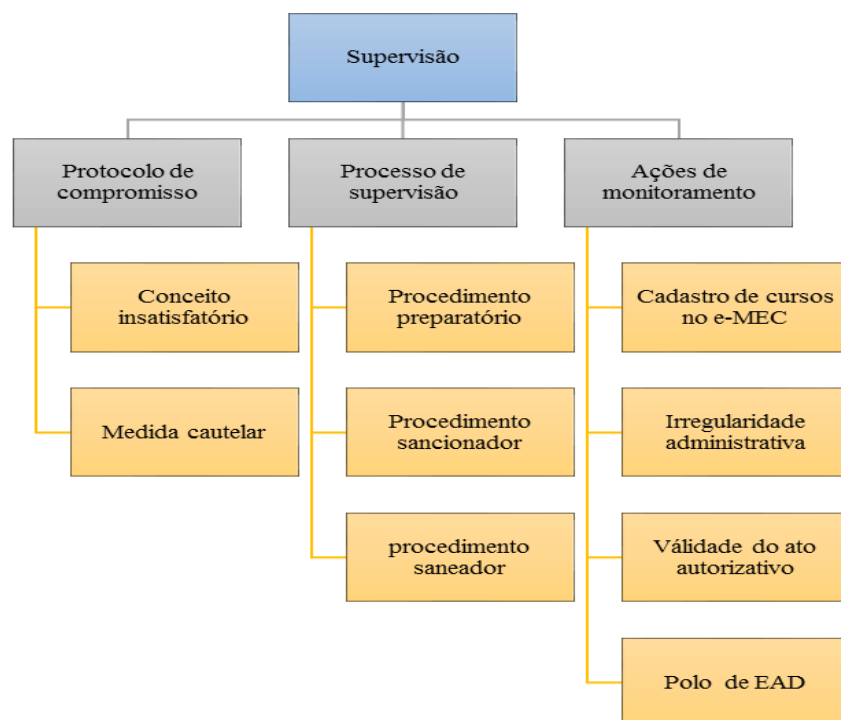 Supervisão
Protocolo de
compromisso
Conceito
insatisfatório
Medida cautelar
Processo de
supervisão
Procedimento
preparatório
Procedimento
sancionador
procedimento
saneador
Ações de
monitoramento
Cadastro de cursos
no e-MEC
Irregularidade
administrativa
Válidade do ato
autorizativo
Polo de EAD